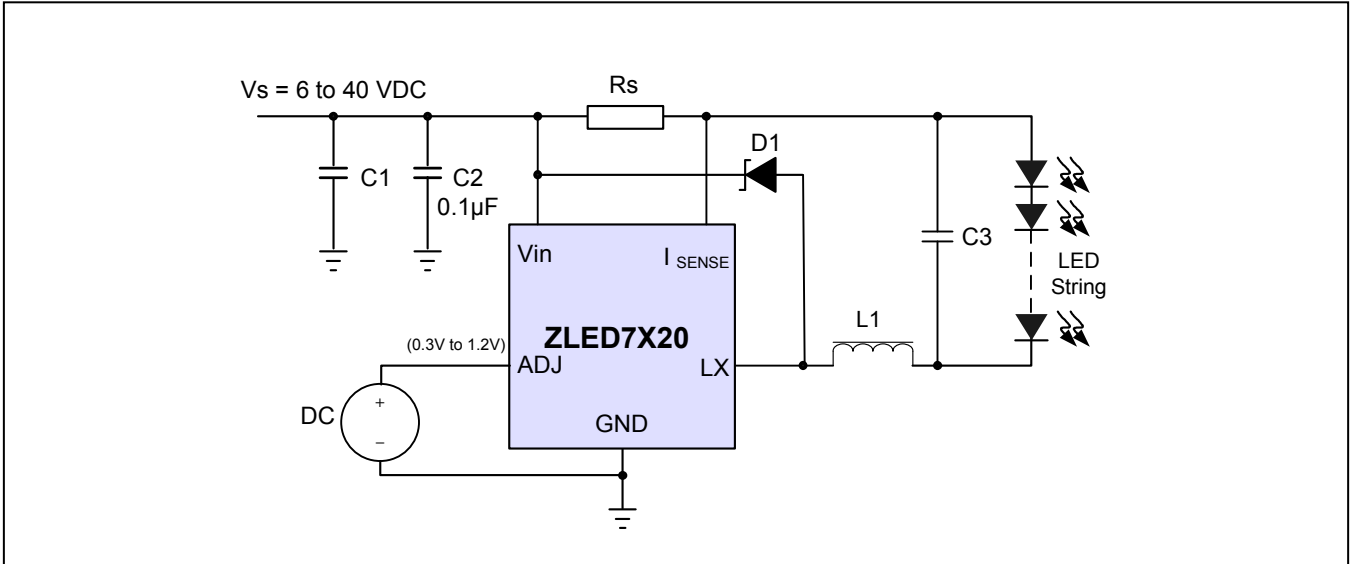 Vs = 6 to 40 VDC
Rs
D1
C1
C2
0.1µF
C3
Vin
I SENSE
LED
String
ZLED7X20
L1
(0.3V to 1.2V)
ADJ
LX
DC
+
−
GND